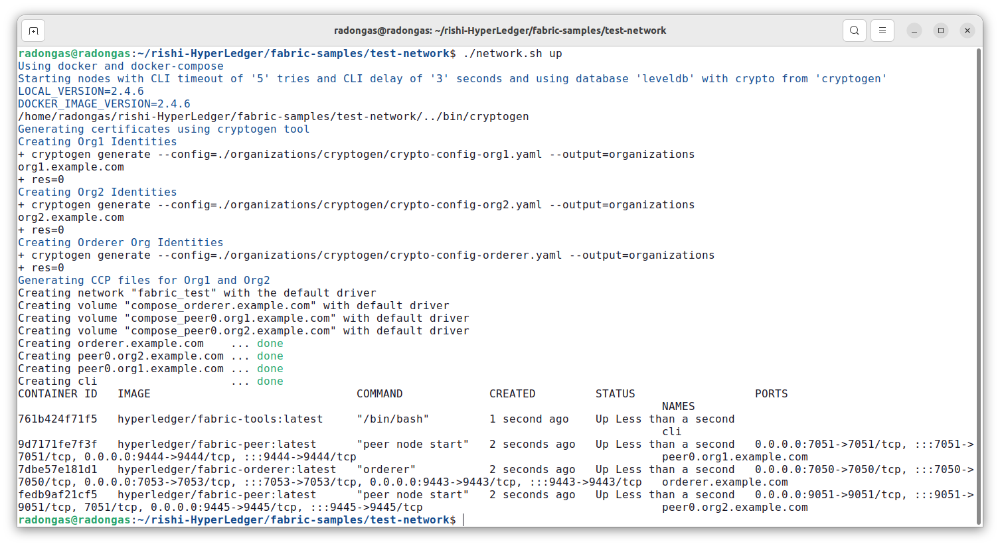 radongas@radongas: ~/rishi-HyperLedger/fabric-samples/test-network
radongas@radongas:~/rishi-HyperLedger/fabric-samples/test-network$ ./network.sh up
Using docker and docker-compose
Starting nodes with CLI timeout of '5' tries and CLI delay of '3' seconds and using database 'leveldb' with crypto from 'cryptogen'
LOCAL_VERSION=2.4.6
DOCKER_IMAGE_VERSION=2.4.6
/home/radongas/rishi-HyperLedger/fabric-samples/test-network/../bin/cryptogen
Generating certificates using cryptogen tool
Creating Org1 Identities
+ cryptogen generate --config=./organizations/cryptogen/crypto-config-org1.yaml --output=organizations
org1.example.com
+ res=0
Creating Org2 Identities
+ cryptogen generate --config=./organizations/cryptogen/crypto-config-org2.yaml --output=organizations
org2.example.com
+ res=0
Creating Orderer Org Identities
+ cryptogen generate --config=./organizations/cryptogen/crypto-config-orderer.yaml --output=organizations
+ res=0
Generating CCP files for Org1 and Org2
Creating network "fabric_test" with the default driver
Creating volume "compose_orderer.example.com" with default driver
Creating volume "compose_peer0.org1.example.com" with default driver
Creating volume "compose_peer0.org2.example.com" with default driver
Creating orderer.example.com    ... done
Creating peer0.org2.example.com ... done
Creating peer0.org1.example.com ... done
Creating cli                    ... done
CONTAINER ID   IMAGE                               COMMAND             CREATED         STATUS                  PORTS
                                                                                                 NAMES
761b424f71f5   hyperledger/fabric-tools:latest     "/bin/bash"         1 second ago    Up Less than a second
                                                                                                 cli
9d7171fe7f3f   hyperledger/fabric-peer:latest      "peer node start"   2 seconds ago   Up Less than a second   0.0.0.0:7051->7051/tcp, :::7051->
7051/tcp, 0.0.0.0:9444->9444/tcp, :::9444->9444/tcp                                              peer0.org1.example.com
7dbe57e181d1   hyperledger/fabric-orderer:latest   "orderer"           2 seconds ago   Up Less than a second   0.0.0.0:7050->7050/tcp, :::7050->
7050/tcp, 0.0.0.0:7053->7053/tcp, :::7053->7053/tcp, 0.0.0.0:9443->9443/tcp, :::9443->9443/tcp   orderer.example.com
fedb9af21cf5   hyperledger/fabric-peer:latest      "peer node start"   2 seconds ago   Up Less than a second   0.0.0.0:9051->9051/tcp, :::9051->
9051/tcp, 7051/tcp, 0.0.0.0:9445->9445/tcp, :::9445->9445/tcp                                    peer0.org2.example.com
radongas@radongas:~/rishi-HyperLedger/fabric-samples/test-network$